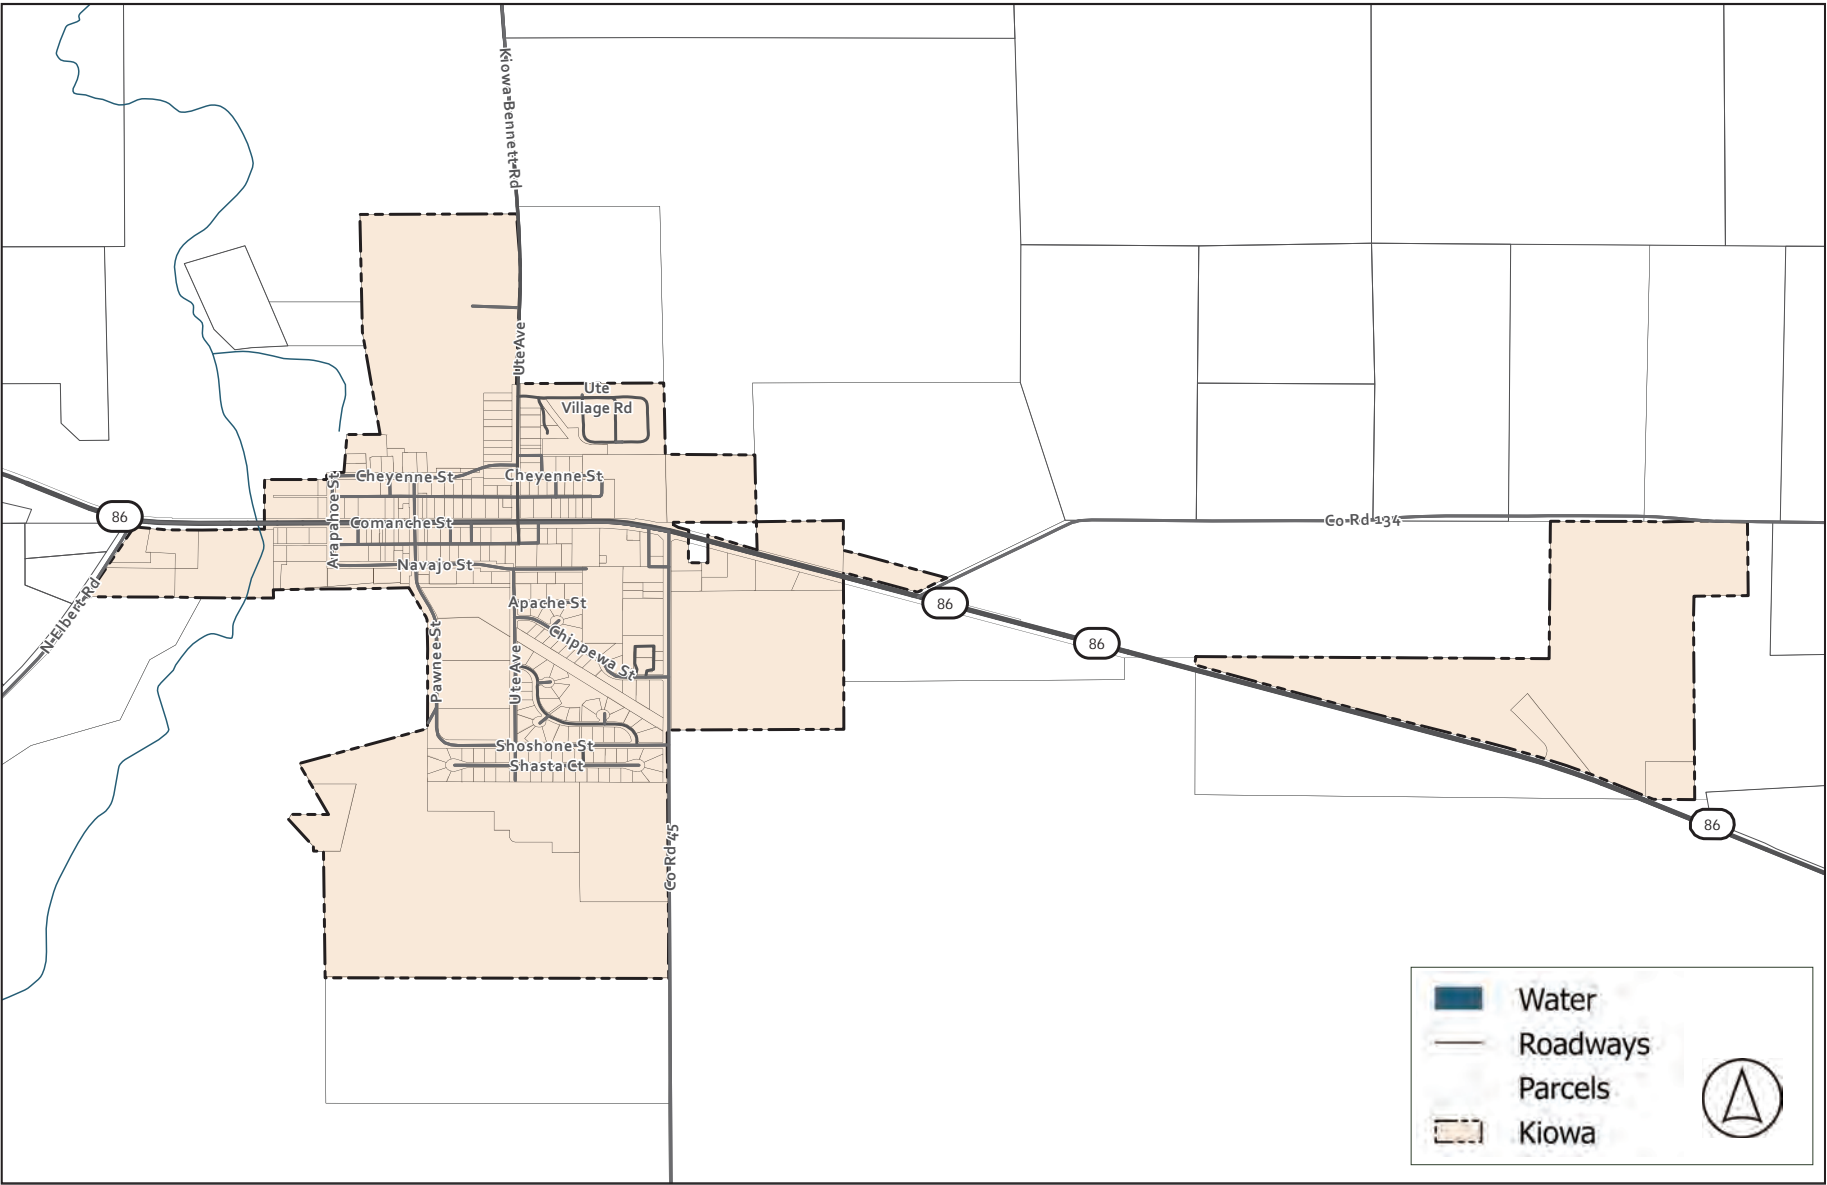 Kiowa-Bennett Rd
Ute Ave
Ute
Village Rd
Cheyenne St
Cheyenne St
Arapahoe St
86
Comanche St
Co Rd 134
Navajo St
N Elbert Rd
Apache St
86
Chippewa St
86
Pawnee St
Ute Ave
Shoshone St
Shasta Ct
86
Co Rd 45
Water
Roadways
Parcels
Kiowa